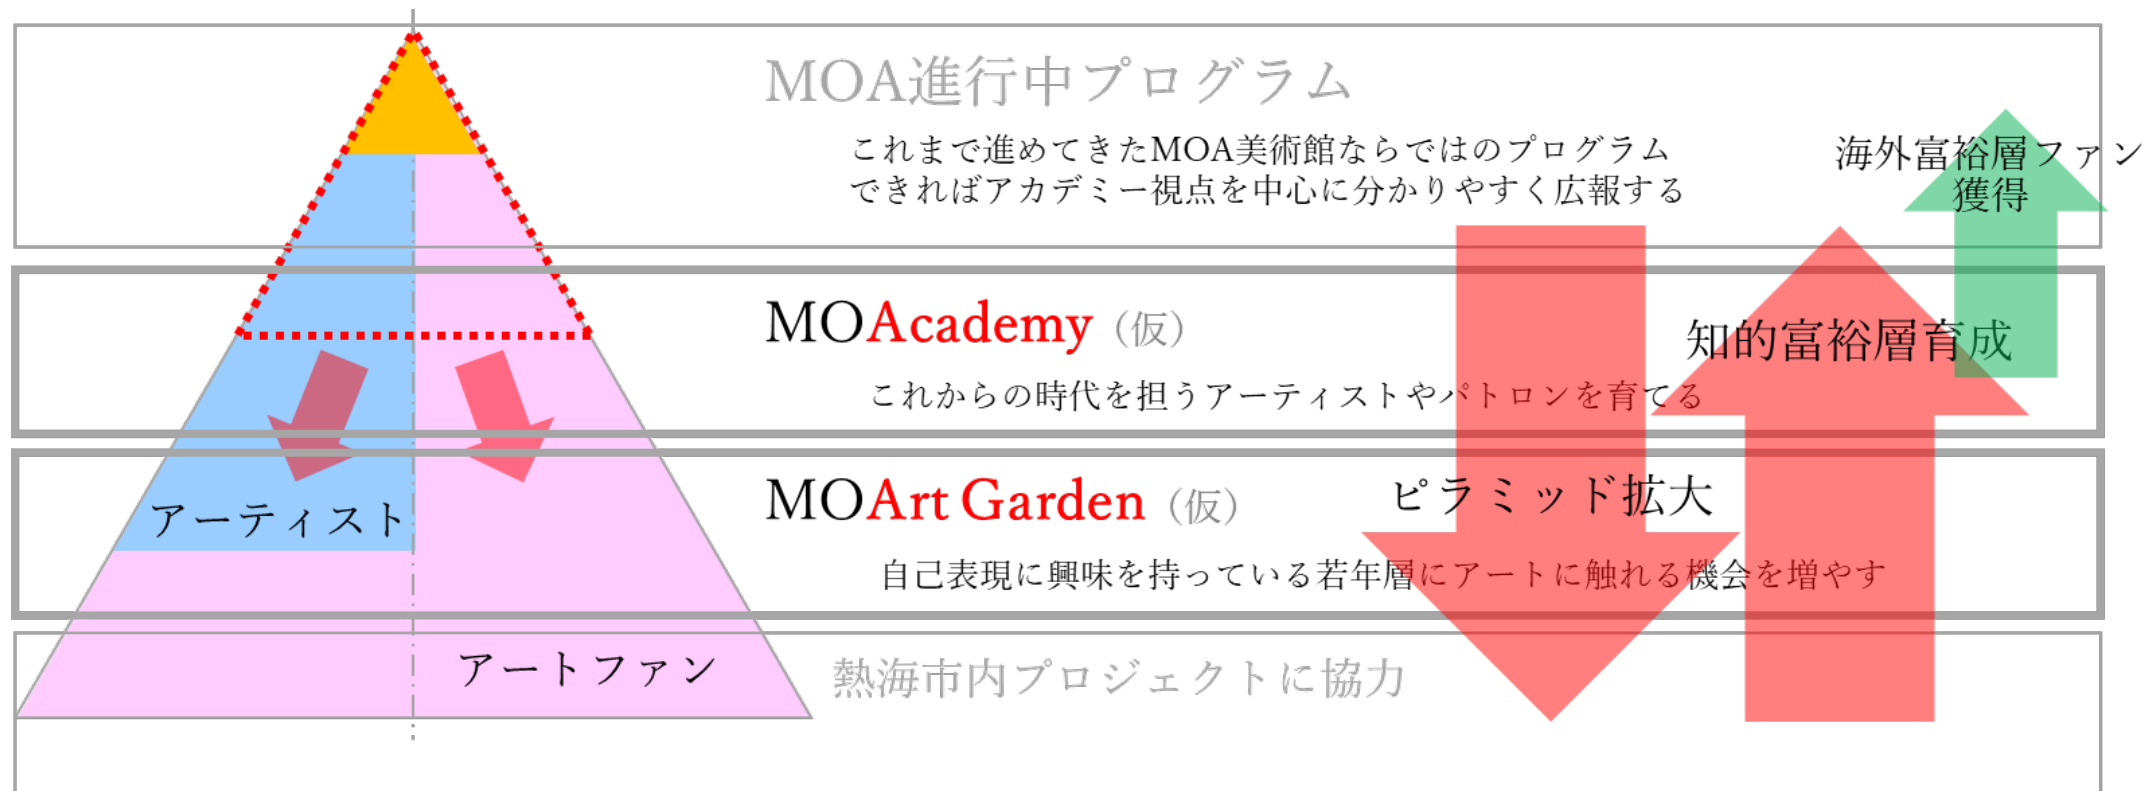 MOA進行中プログラム
これまで進めてきたMOA美術館ならではのプログラム
できればアカデミー視点を中心に分かりやすく広報する
海外富裕層ファン
獲得
MOAcademy（仮）
知的富裕層育成
これからの時代を担うアーティストやパトロンを育てる
MOArt Garden（仮）
ピラミッド拡大
アーティスト
自己表現に興味を持っている若年層にアートに触れる機会を増やす
アートファン
熱海市内プロジェクトに協力